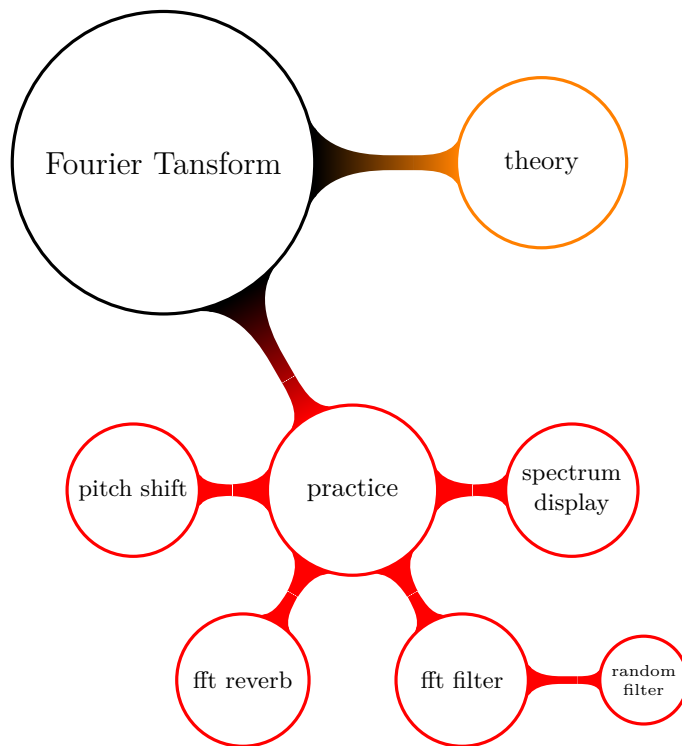 Fourier Tansform
theory
pitch shift
practice
spectrum
display
fft reverb
fft filter
random
filter